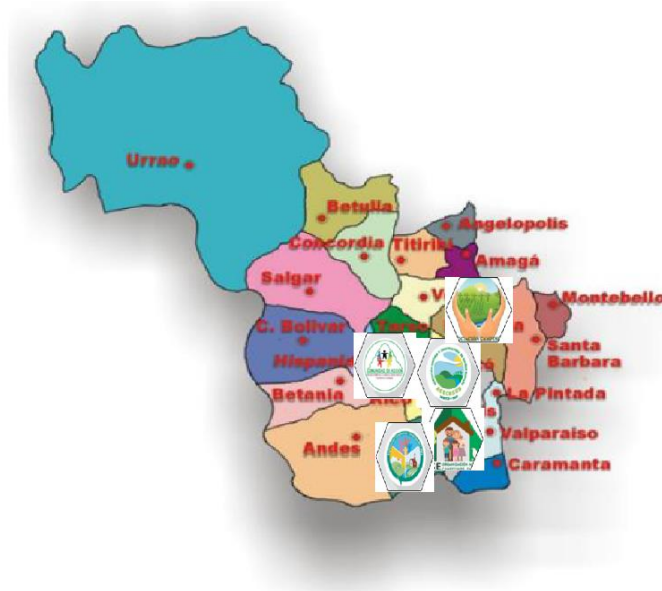 Urrao
Betulia
Concordia
Titiribí
Angelopolis
Amagá
Salgar
Montebello
C. Bolivar
Tarso
Hispania
Santa
Barbara
Betania
La Pintada
Andes
Valparaiso
Caramanta